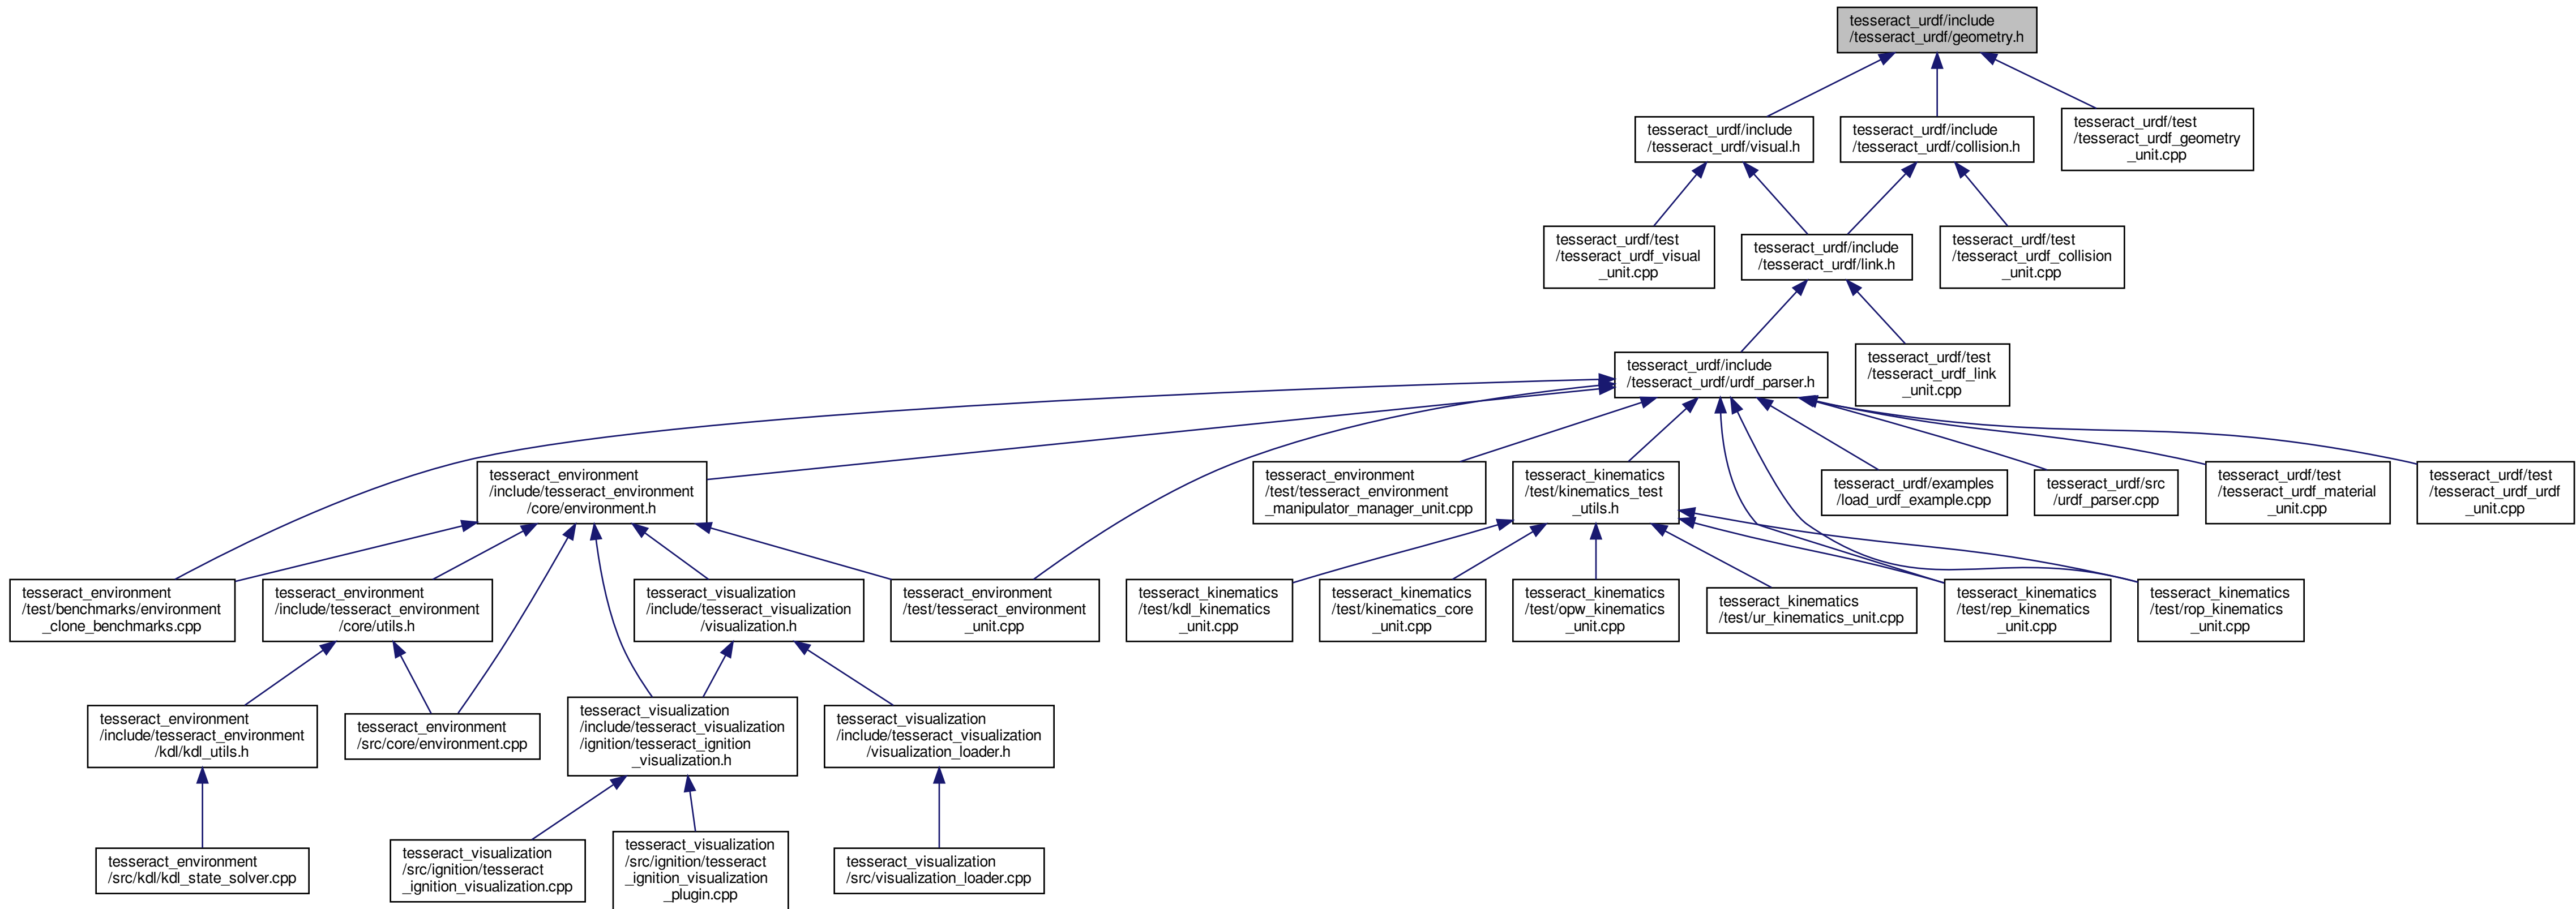 tesseract_urdf/include
/tesseract_urdf/geometry.h
tesseract_urdf/include
/tesseract_urdf/visual.h
tesseract_urdf/include
/tesseract_urdf/collision.h
tesseract_urdf/test
/tesseract_urdf_geometry
_unit.cpp
tesseract_urdf/test
/tesseract_urdf_visual
_unit.cpp
tesseract_urdf/include
/tesseract_urdf/link.h
tesseract_urdf/test
/tesseract_urdf_collision
_unit.cpp
tesseract_urdf/include
/tesseract_urdf/urdf_parser.h
tesseract_urdf/test
/tesseract_urdf_link
_unit.cpp
tesseract_environment
/include/tesseract_environment
/core/environment.h
tesseract_environment
/test/tesseract_environment
_manipulator_manager_unit.cpp
tesseract_kinematics
/test/kinematics_test
_utils.h
tesseract_urdf/examples
/load_urdf_example.cpp
tesseract_urdf/src
/urdf_parser.cpp
tesseract_urdf/test
/tesseract_urdf_material
_unit.cpp
tesseract_urdf/test
/tesseract_urdf_urdf
_unit.cpp
tesseract_environment
/test/benchmarks/environment
_clone_benchmarks.cpp
tesseract_environment
/include/tesseract_environment
/core/utils.h
tesseract_visualization
/include/tesseract_visualization
/visualization.h
tesseract_environment
/test/tesseract_environment
_unit.cpp
tesseract_kinematics
/test/kdl_kinematics
_unit.cpp
tesseract_kinematics
/test/kinematics_core
_unit.cpp
tesseract_kinematics
/test/opw_kinematics
_unit.cpp
tesseract_kinematics
/test/ur_kinematics_unit.cpp
tesseract_kinematics
/test/rep_kinematics
_unit.cpp
tesseract_kinematics
/test/rop_kinematics
_unit.cpp
tesseract_environment
/include/tesseract_environment
/kdl/kdl_utils.h
tesseract_environment
/src/core/environment.cpp
tesseract_visualization
/include/tesseract_visualization
/ignition/tesseract_ignition
_visualization.h
tesseract_visualization
/include/tesseract_visualization
/visualization_loader.h
tesseract_environment
/src/kdl/kdl_state_solver.cpp
tesseract_visualization
/src/ignition/tesseract
_ignition_visualization.cpp
tesseract_visualization
/src/ignition/tesseract
_ignition_visualization
_plugin.cpp
tesseract_visualization
/src/visualization_loader.cpp